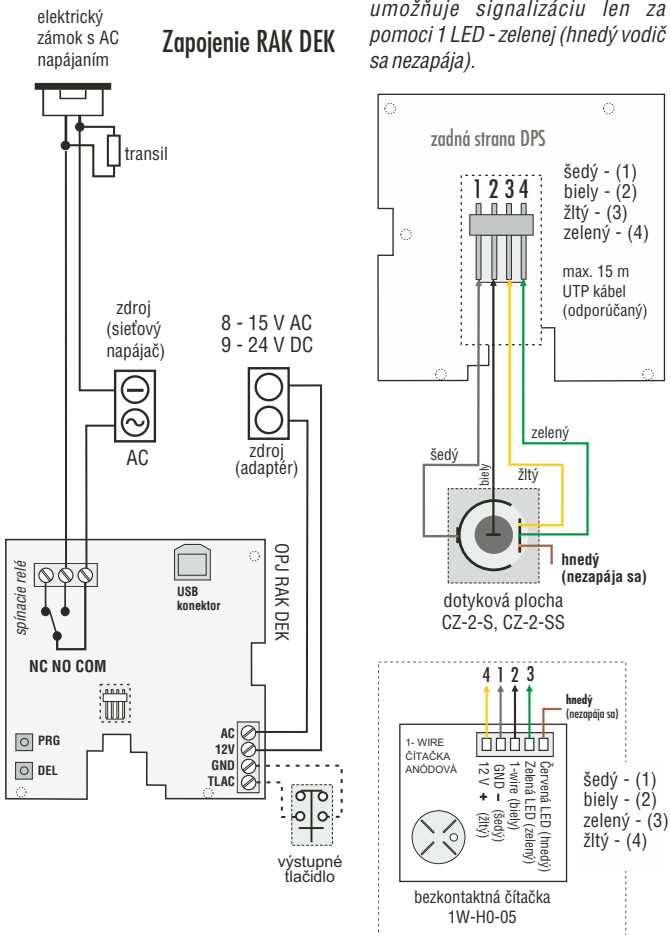 elektrický
zámok s AC
napájaním
Zapojenie RAK DEK
umožňuje signalizáciu len za
pomoci 1 LED - zelenej (hnedý vodič
sa nezapája).
transil
zdroj
(sieťový
napájač)
AC
8 - 15 V AC
9 - 24 V DC
zdroj
(adaptér)
spínacie relé
NC NO COM
USB
konektor
OPJ RAK DEK
PRG
DEL
AC
12V
GND
TLAC
výstupné
tlačidlo
zadná strana DPS
1 2 3 4
šedý - (1)
biely - (2)
žltý - (3)
zelený - (4)
max. 15 m
UTP kábel
(odporúčaný)
šedý
biely
žltý
zelený
hnedý
(nezapája sa)
dotyková plocha
CZ-2-S, CZ-2-SS
4 1 2 3
hnedý
(nezapája sa)
1- WIRE
ČÍTAČKA
ANÓDOVÁ
12 V + (žltý)
GND - (šedý)
1-wire (biely)
Zelená LED (zelený)
Červená LED (hnedý)
bezkontaktná čítačka
1W-H0-05
šedý - (1)
biely - (2)
zelený - (3)
žltý - (4)